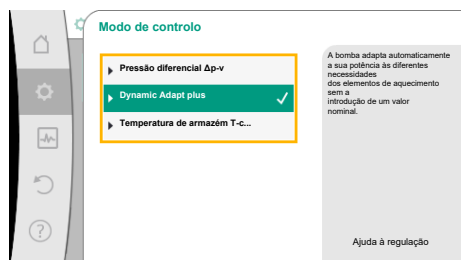 Modo de controlo
Pressão diferencial Δp-v
Dynamic Adapt plus
Temperatura de armazém T-c...
A bomba adapta automaticamente
a sua potência às diferentes
necessidades
dos elementos de aquecimento
sem a
introdução de um valor
nominal.
Ajuda à regulação